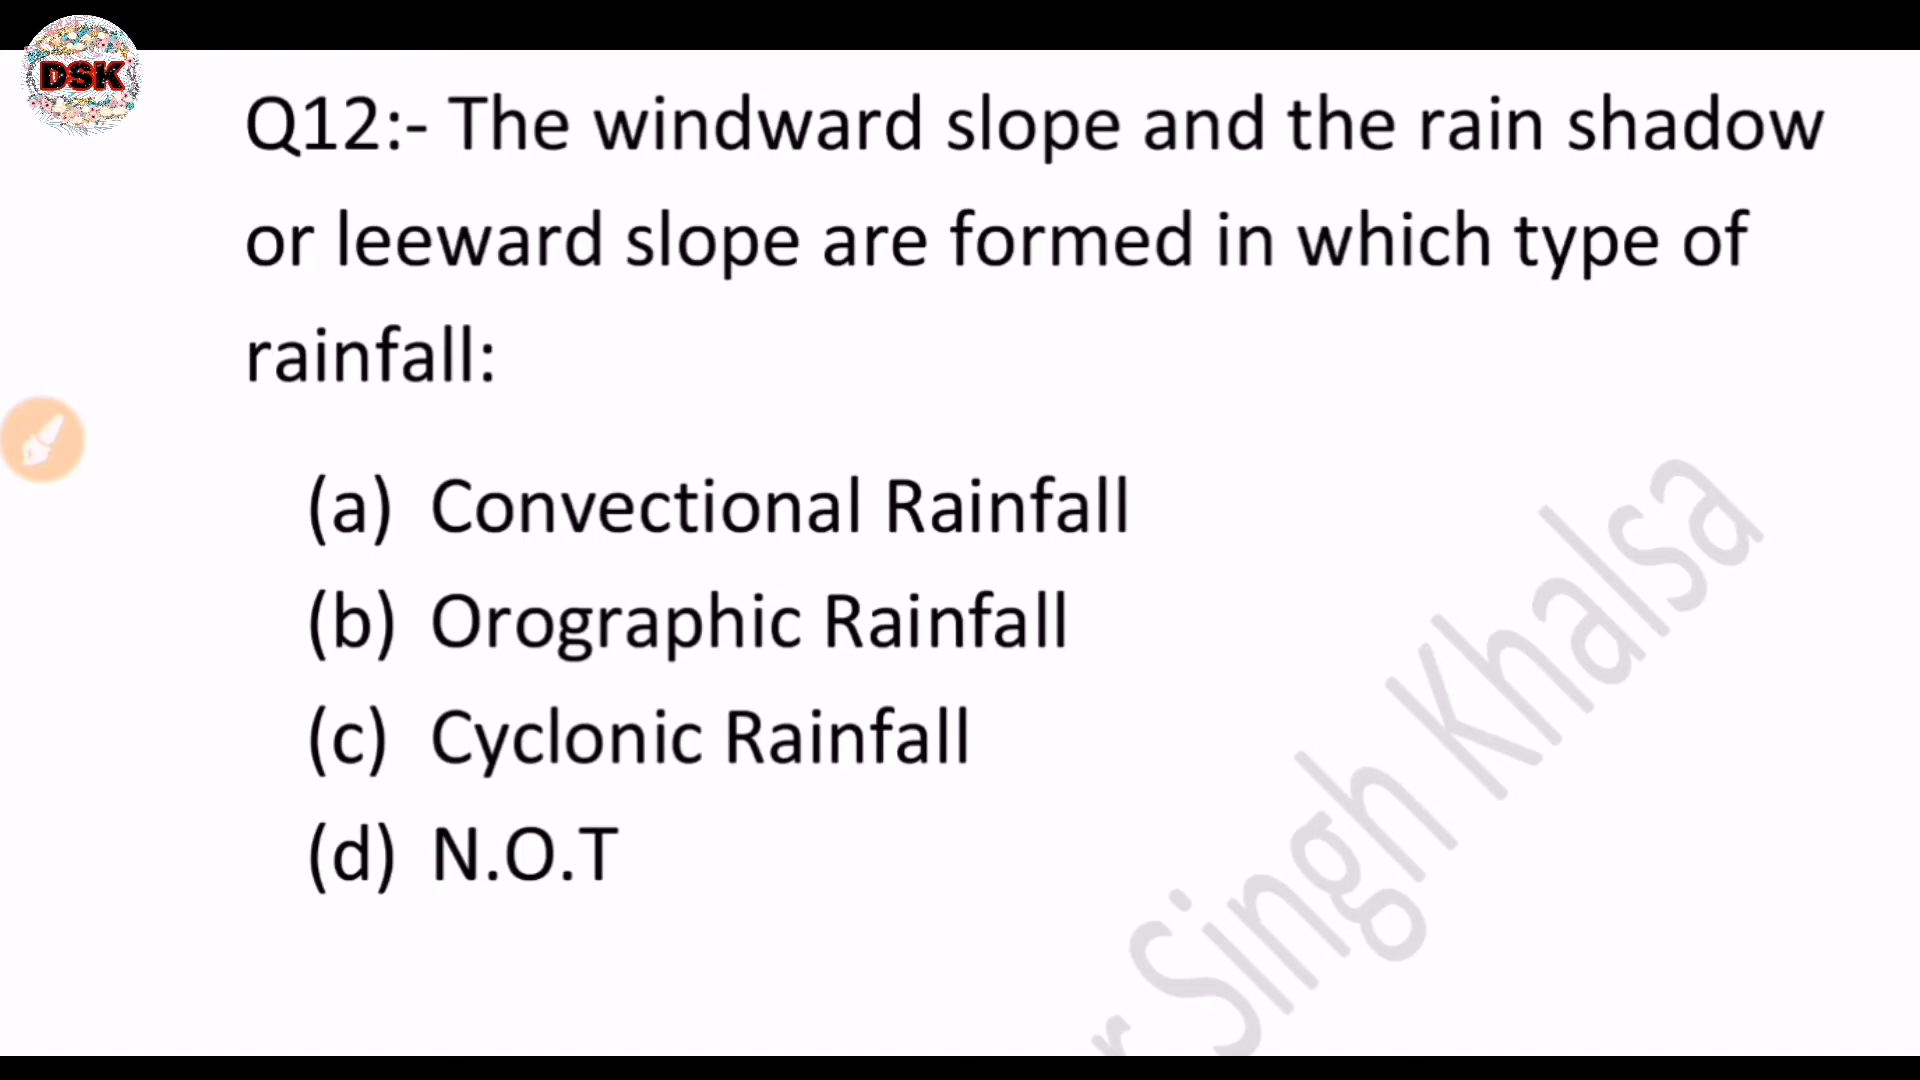 DSK
Q12:- The windward slope and the rain shadow
or leeward slope are formed in which type of
rainfall:
(a) Convectional Rainfall
(b) Orographic Rainfall
(c) Cyclonic Rainfall
(d) N.O.T
r Singh Khalsa